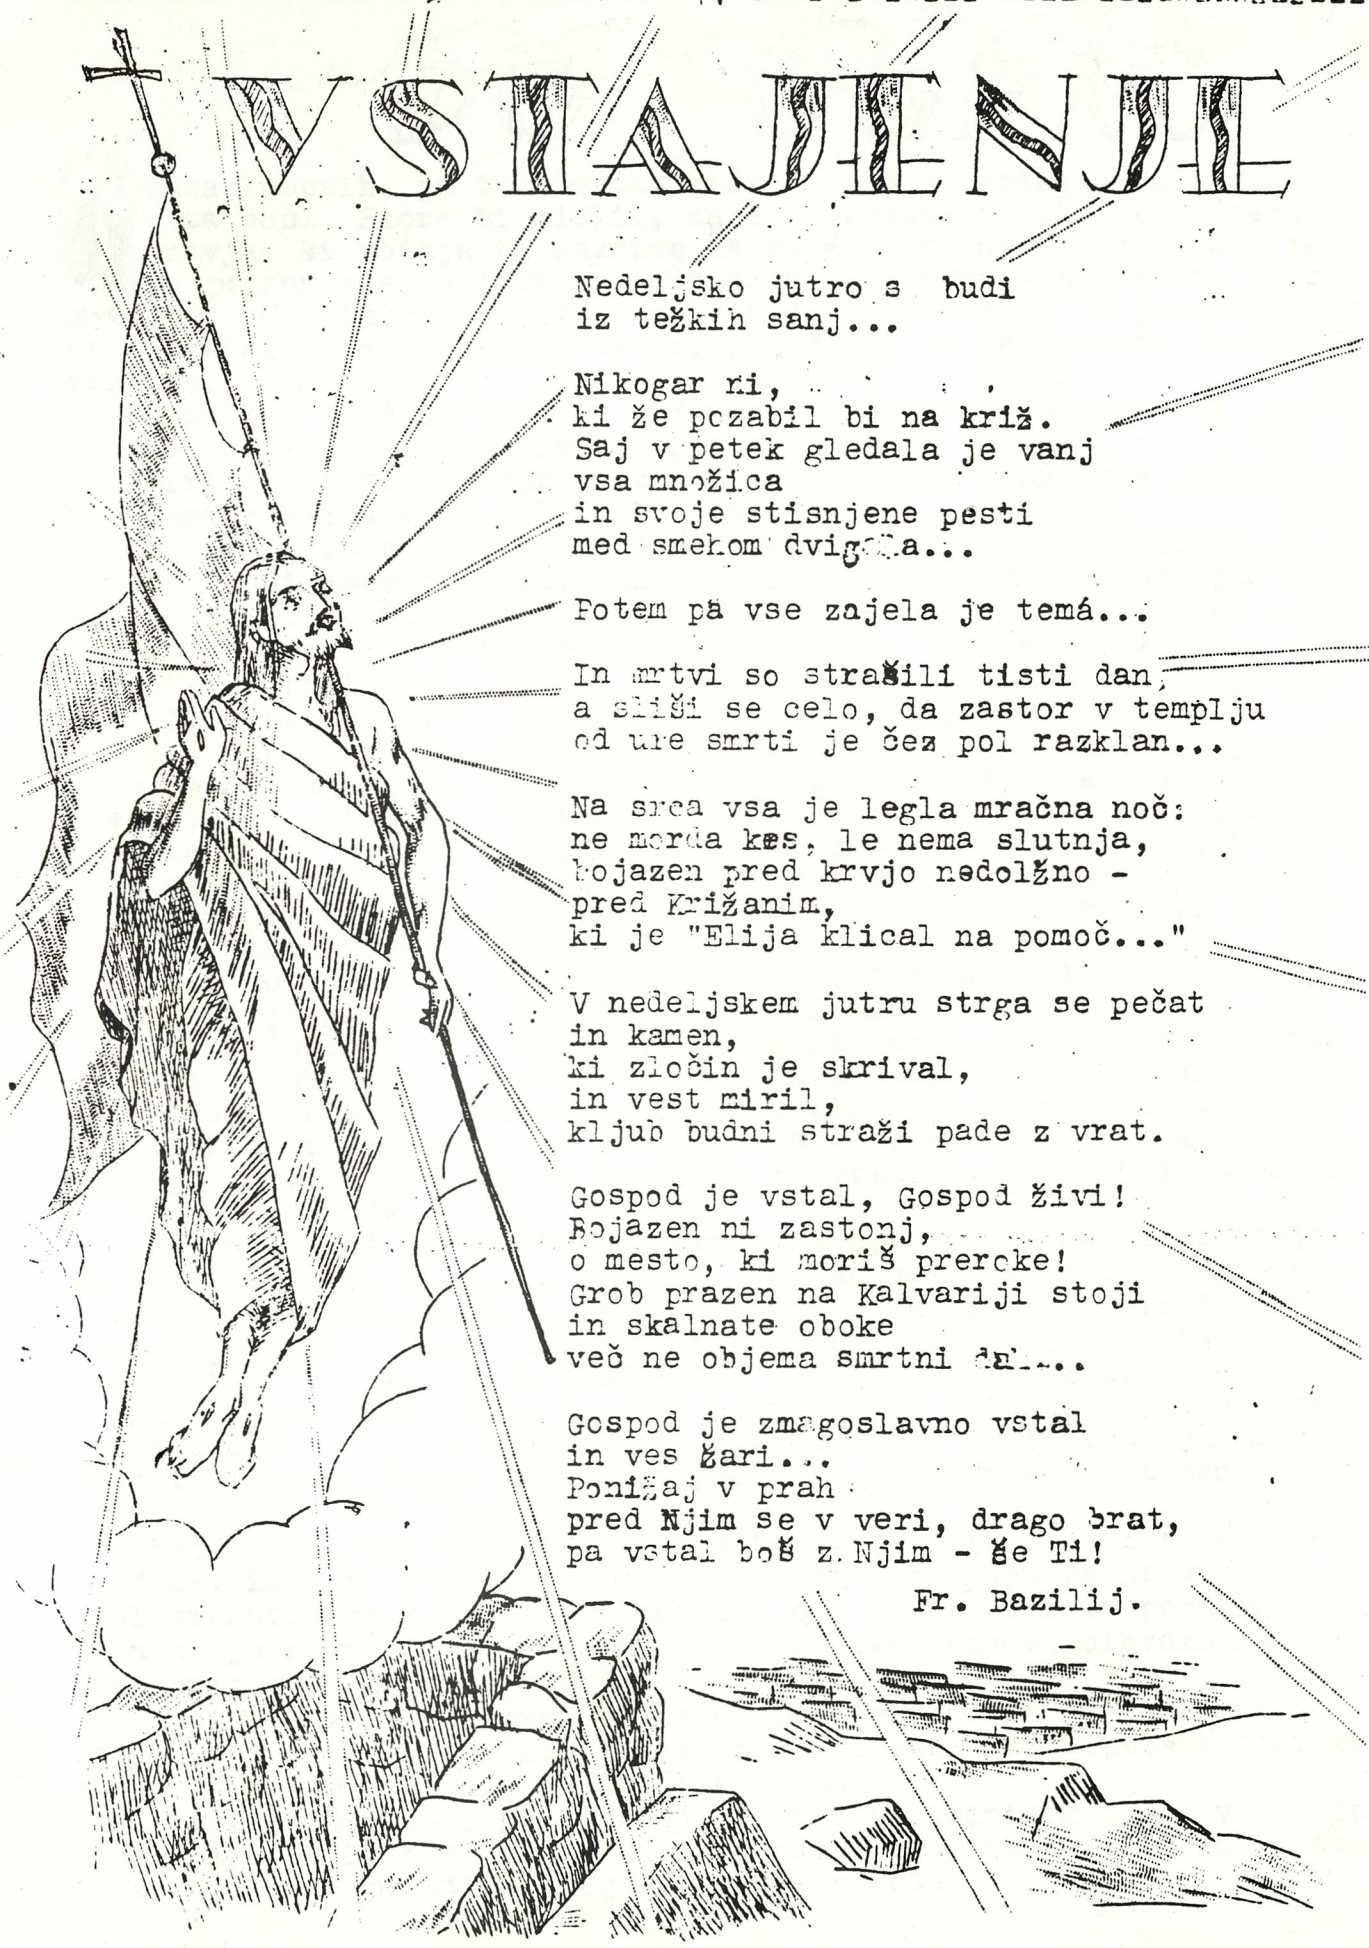 VSTAJENJE
Nedeljsko jutro s budi
iz težkih sanj...
Nikogar ni,
ki že pozabil bi na križ.
Saj v petek gledala je vanj
vsa množica
in svoje stisnjene pesti
med smehom
Potem pa vse zajela je temá...
In mrtvi so strašili tisti dan,
a sliši se celo, da zastor v templju
od ure smrti je čez pol razklan...
Na srca vsa je legla mračna noč:
ne morda kes, le nema slutnja,
bojazen pred krvjo nedolžno -
pred Križanim,
ki je "Elija klical na pomoč..."
V nedeljskem jutru strga se pečat
in kamen,
ki zločin je skrival,
in vest miril,
kljub budni straži pade z vrat.
Gospod je vstal, Gospod živi!
Bojazen ni zastonj,
o mesto, ki moriš preroke!
Grob prazen na Kalvariji stoji
in skalnate oboke
več ne objema smrtni
Gospod je zmagoslavno vstal
in ves žari...
Ponižaj v prah
pred Njim se v veri, drago brat,
pa vstal boš z Njim - še Ti!
Fr. Bazilij.